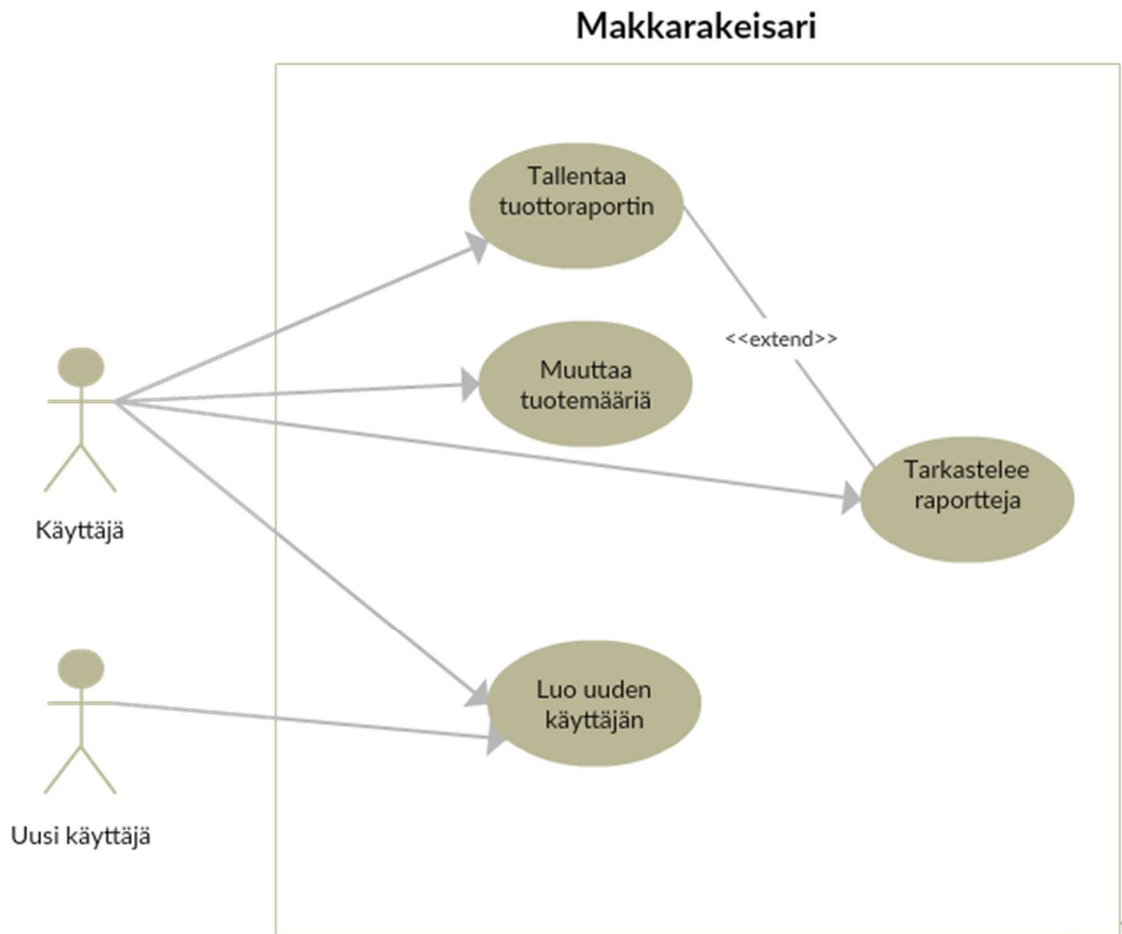 Makkarakeisari
Tallentaa
tuottoraportin
<<extend>>
Muuttaa
tuotemääriä
Tarkastelee
raportteja
Käyttäjä
Luo uuden
käyttäjän
Uusi käyttäjä